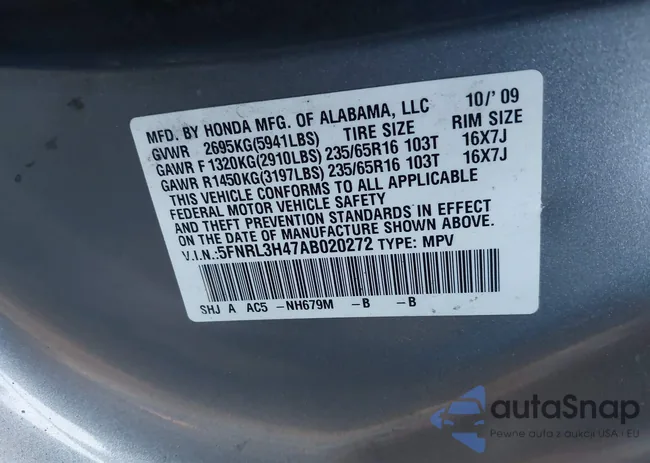 MFD. BY HONDA MFG. OF ALABAMA, LLC 10/' 09
GVWR 2695KG(5941LBS) TIRE SIZE RIM SIZE
GAWR F1320KG(2910LBS) 235/65R16 103T 16X7J
GAWR R1450KG(3197LBS) 235/65R16 103T 16X7J
THIS VEHICLE CONFORMS TO ALL APPLICABLE
FEDERAL MOTOR VEHICLE SAFETY
AND THEFT PREVENTION STANDARDS IN EFFECT
ON THE DATE OF MANUFACTURE SHOWN ABOVE.
V.I.N.:5FNRL3H47AB020272 TYPE: MPV
SHJ A AC5 -NH679M -B -B
autaSnap
Pewne auta z aukcji USA i EU